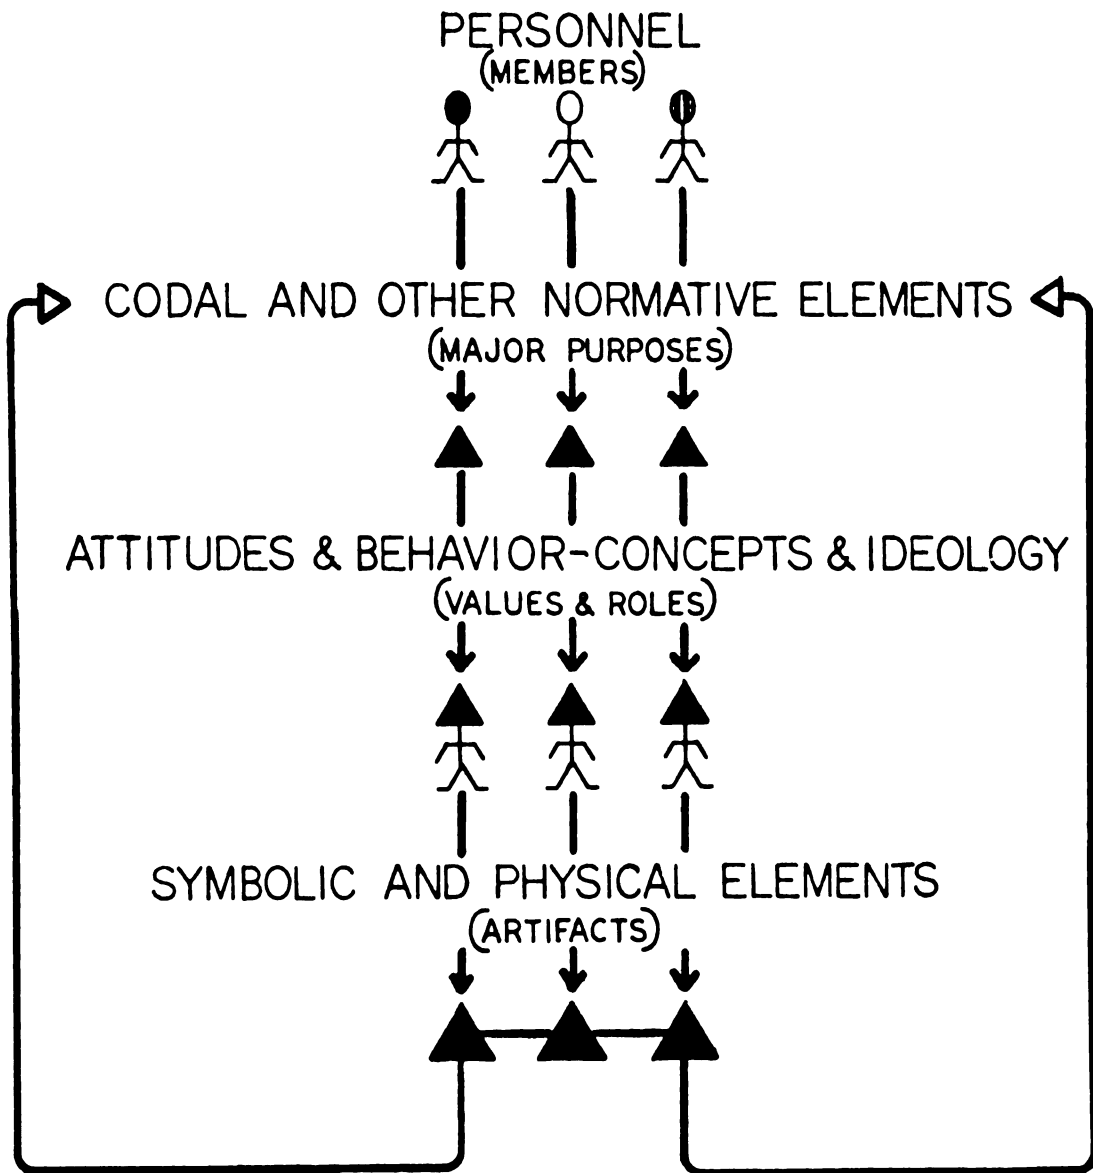 PERSONNEL
(MEMBERS)
CODAL AND OTHER NORMATIVE ELEMENTS
(MAJOR PURPOSES)
ATTITUDES & BEHAVIOR-CONCEPTS & IDEOLOGY
(VALUES & ROLES)
SYMBOLIC AND PHYSICAL ELEMENTS
(ARTIFACTS)